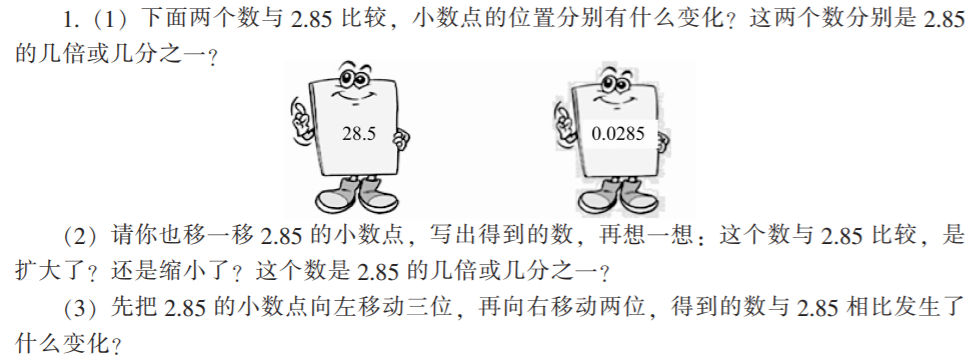 1.（1）下面两个数与 2.85 比较，小数点的位置分别有什么变化？这两个数分别是 2.85
的几倍或几分之一？
28.5
0.0285
（2）请你也移一移 2.85 的小数点，写出得到的数，再想一想：这个数与 2.85 比较，是
扩大了？还是缩小了？这个数是 2.85 的几倍或几分之一？
（3）先把 2.85 的小数点向左移动三位，再向右移动两位，得到的数与 2.85 相比发生了
什么变化？